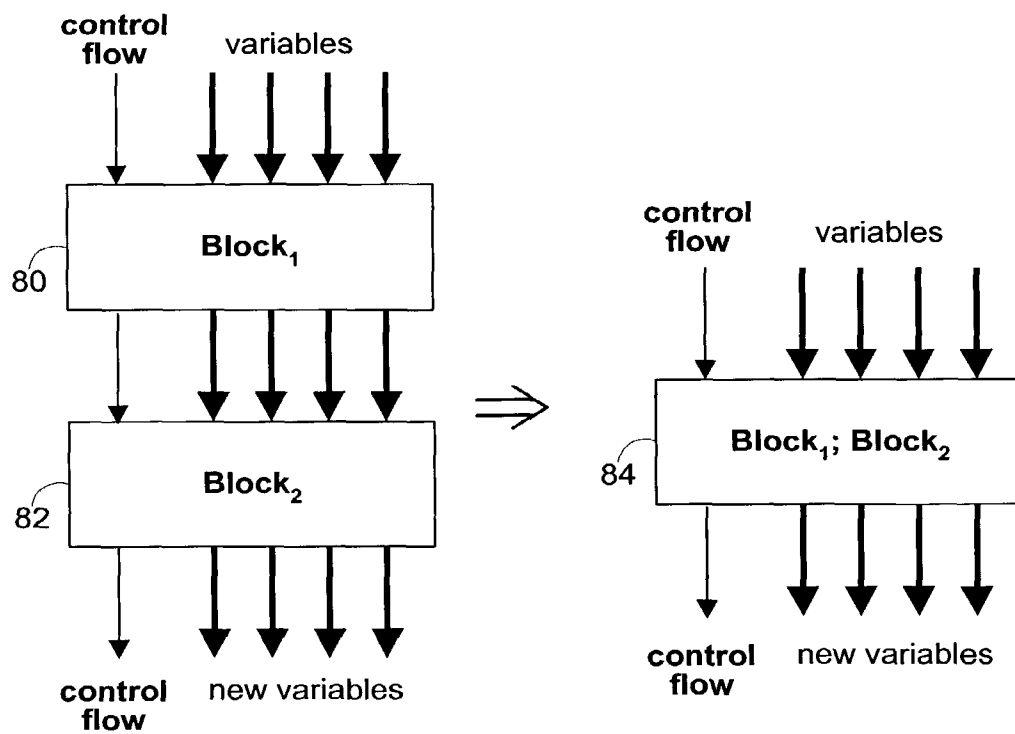 control
flow
variables
Block₁
80
Block₂
82
control
flow
new variables
control
flow
variables
Block₁; Block₂
84
control
flow
new variables